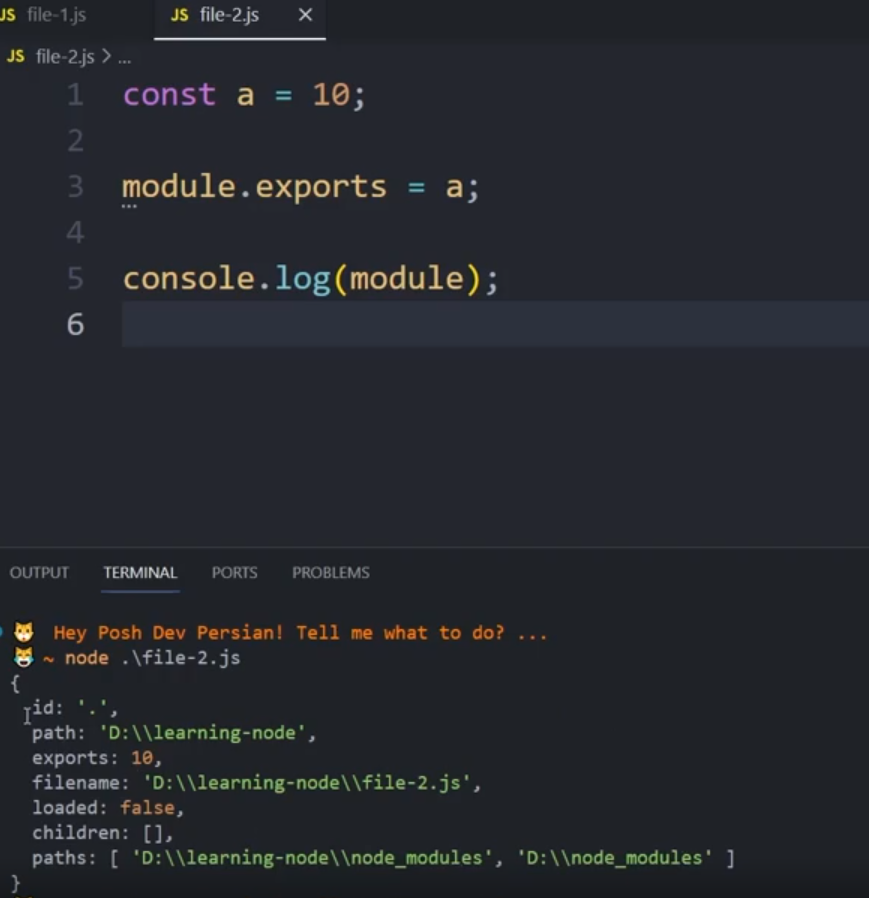 JS file-1.js JS file-2.js ×
JS file-2.js > ...
1 const a = 10;
2
3 module.exports = a;
4
5 console.log(module);
6
OUTPUT TERMINAL PORTS PROBLEMS
Hey Posh Dev Persian! Tell me what to do? ...
~ node .\file-2.js
{
id: '.',
path: 'D:\\learning-node',
exports: 10,
filename: 'D:\\learning-node\\file-2.js',
loaded: false,
children: [],
paths: [ 'D:\\learning-node\\node_modules', 'D:\\node_modules' ]
}